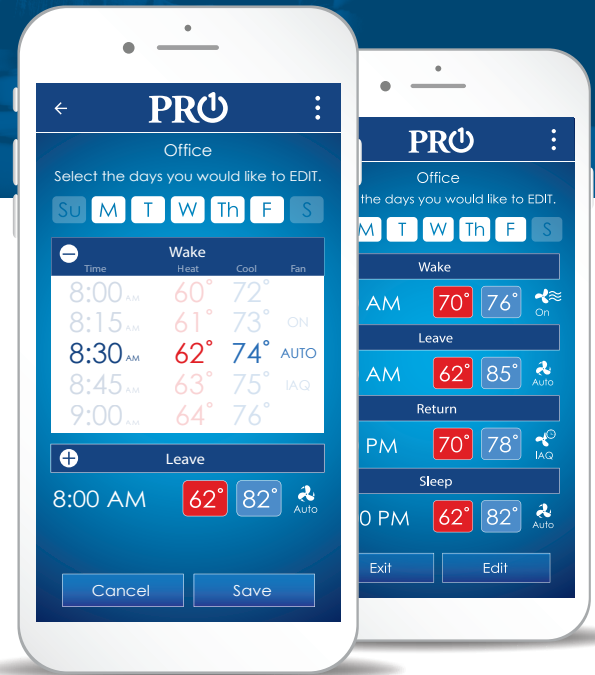 PRO1
Office
Select the days you would like to EDIT.
Su M T W Th F S
Wake
Time Heat Cool Fan
8:00 AM 60° 72°
8:15 AM 61° 73° ON
8:30 AM 62° 74° AUTO
8:45 AM 63° 75° IAQ
9:00 AM 64° 76°
Leave
8:00 AM 62° 82° Auto
Cancel Save
PRO1
Office
the days you would like to EDIT.
M T W Th F S
Wake
AM 70° 76° On
Leave
AM 62° 85° Auto
Return
PM 70° 78° IAQ
Sleep
0 PM 62° 82° Auto
Exit Edit